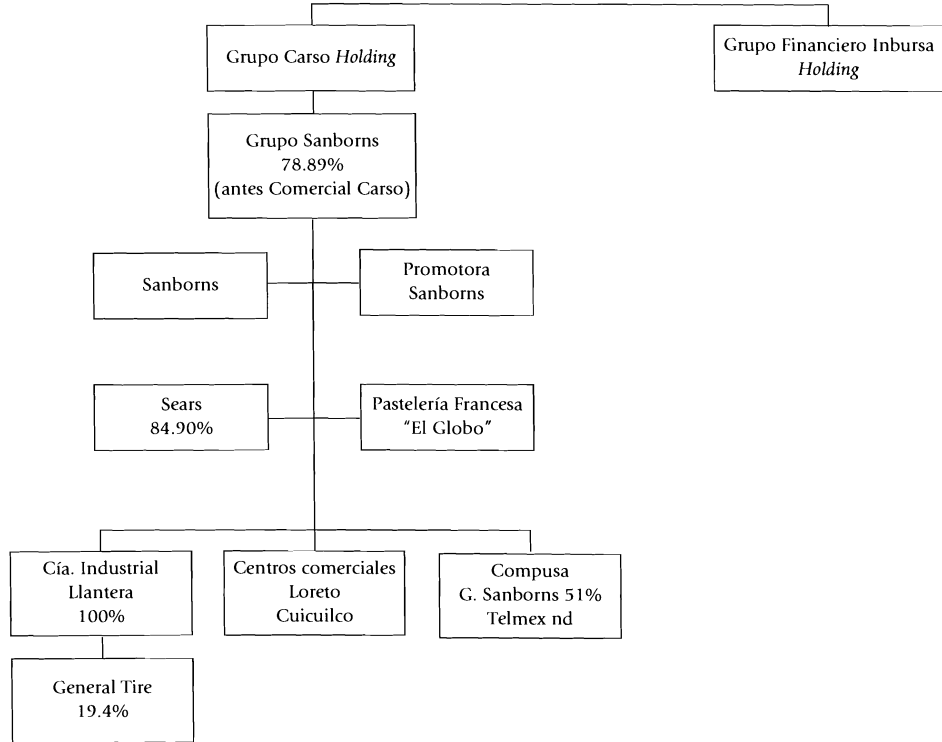 Grupo Carso Holding
Grupo Financiero Inbursa
Holding
Grupo Sanborns
78.89%
(antes Comercial Carso)
Sanborns
Promotora
Sanborns
Sears
84.90%
Pastelería Francesa
“El Globo”
Cía. Industrial
Llantera
100%
Centros comerciales
Loreto
Cuicuilco
Compusa
G. Sanborns 51%
Telmex nd
General Tire
19.4%